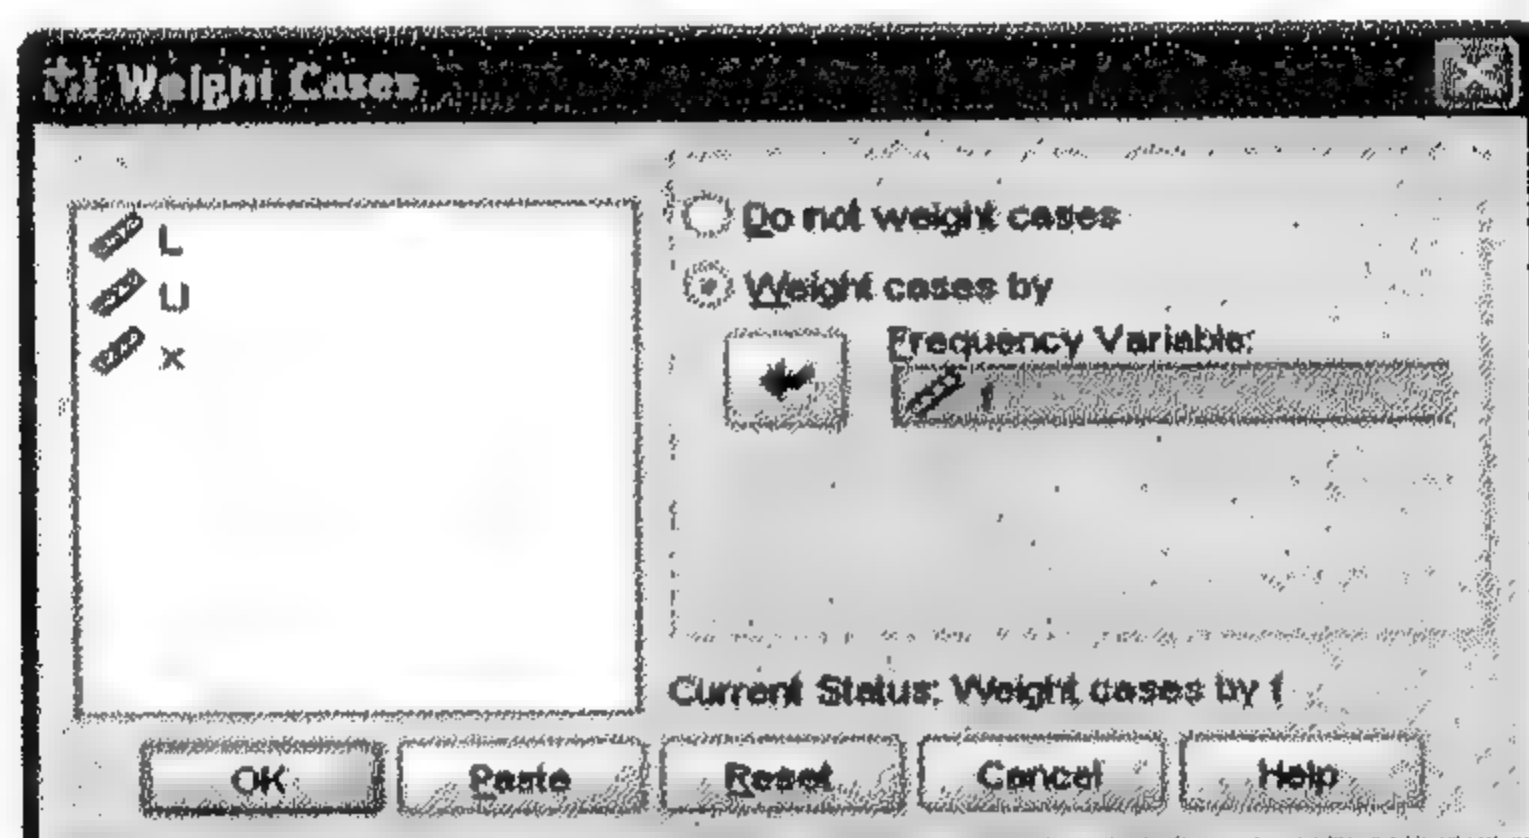 Weight Cases
L
U
x
Do not weight cases
Weight cases by
Frequency Variable:
f
Current Status: Weight cases by f
OK Paste Reset Cancel Help